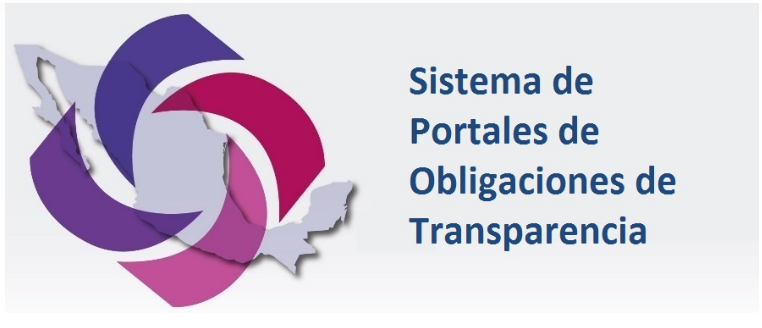 Sistema de
Portales de
Obligaciones de
Transparencia